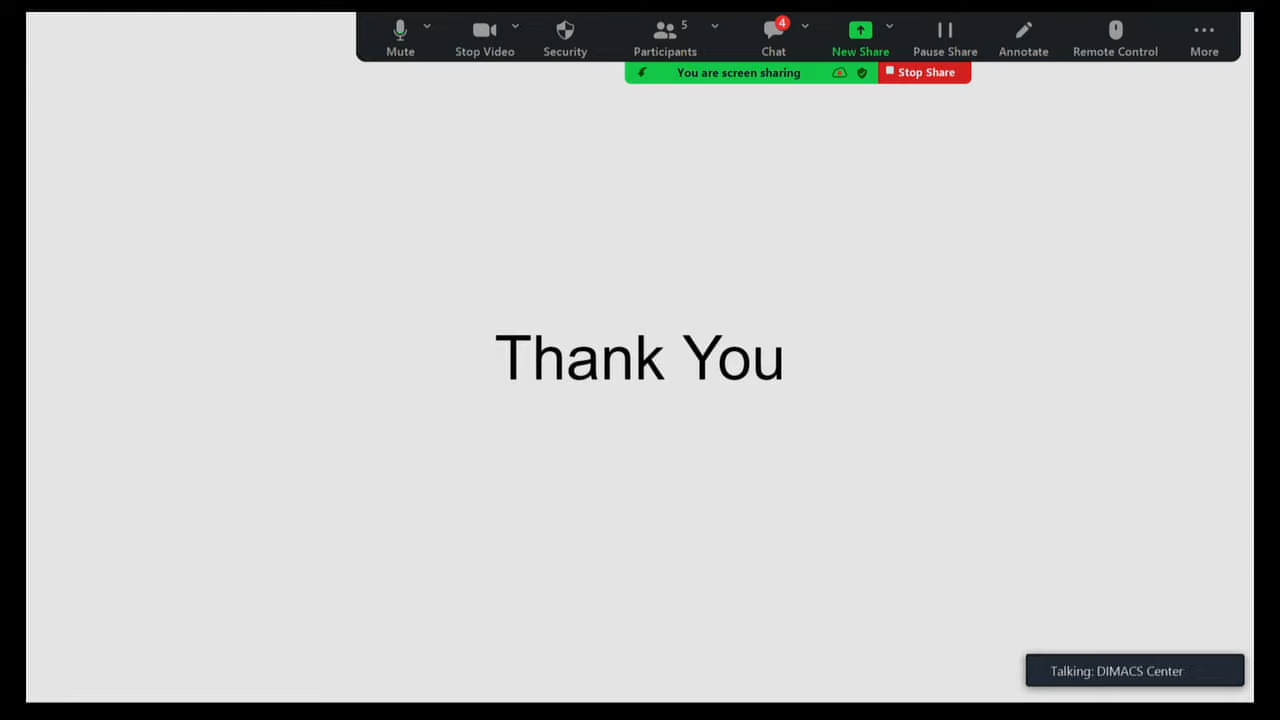 5
4
Mute
Stop Video
Security
Participants
Chat
New Share
Pause Share
Annotate
Remote Control
More
You are screen sharing
Stop Share
Thank You
Talking: DIMACS Center